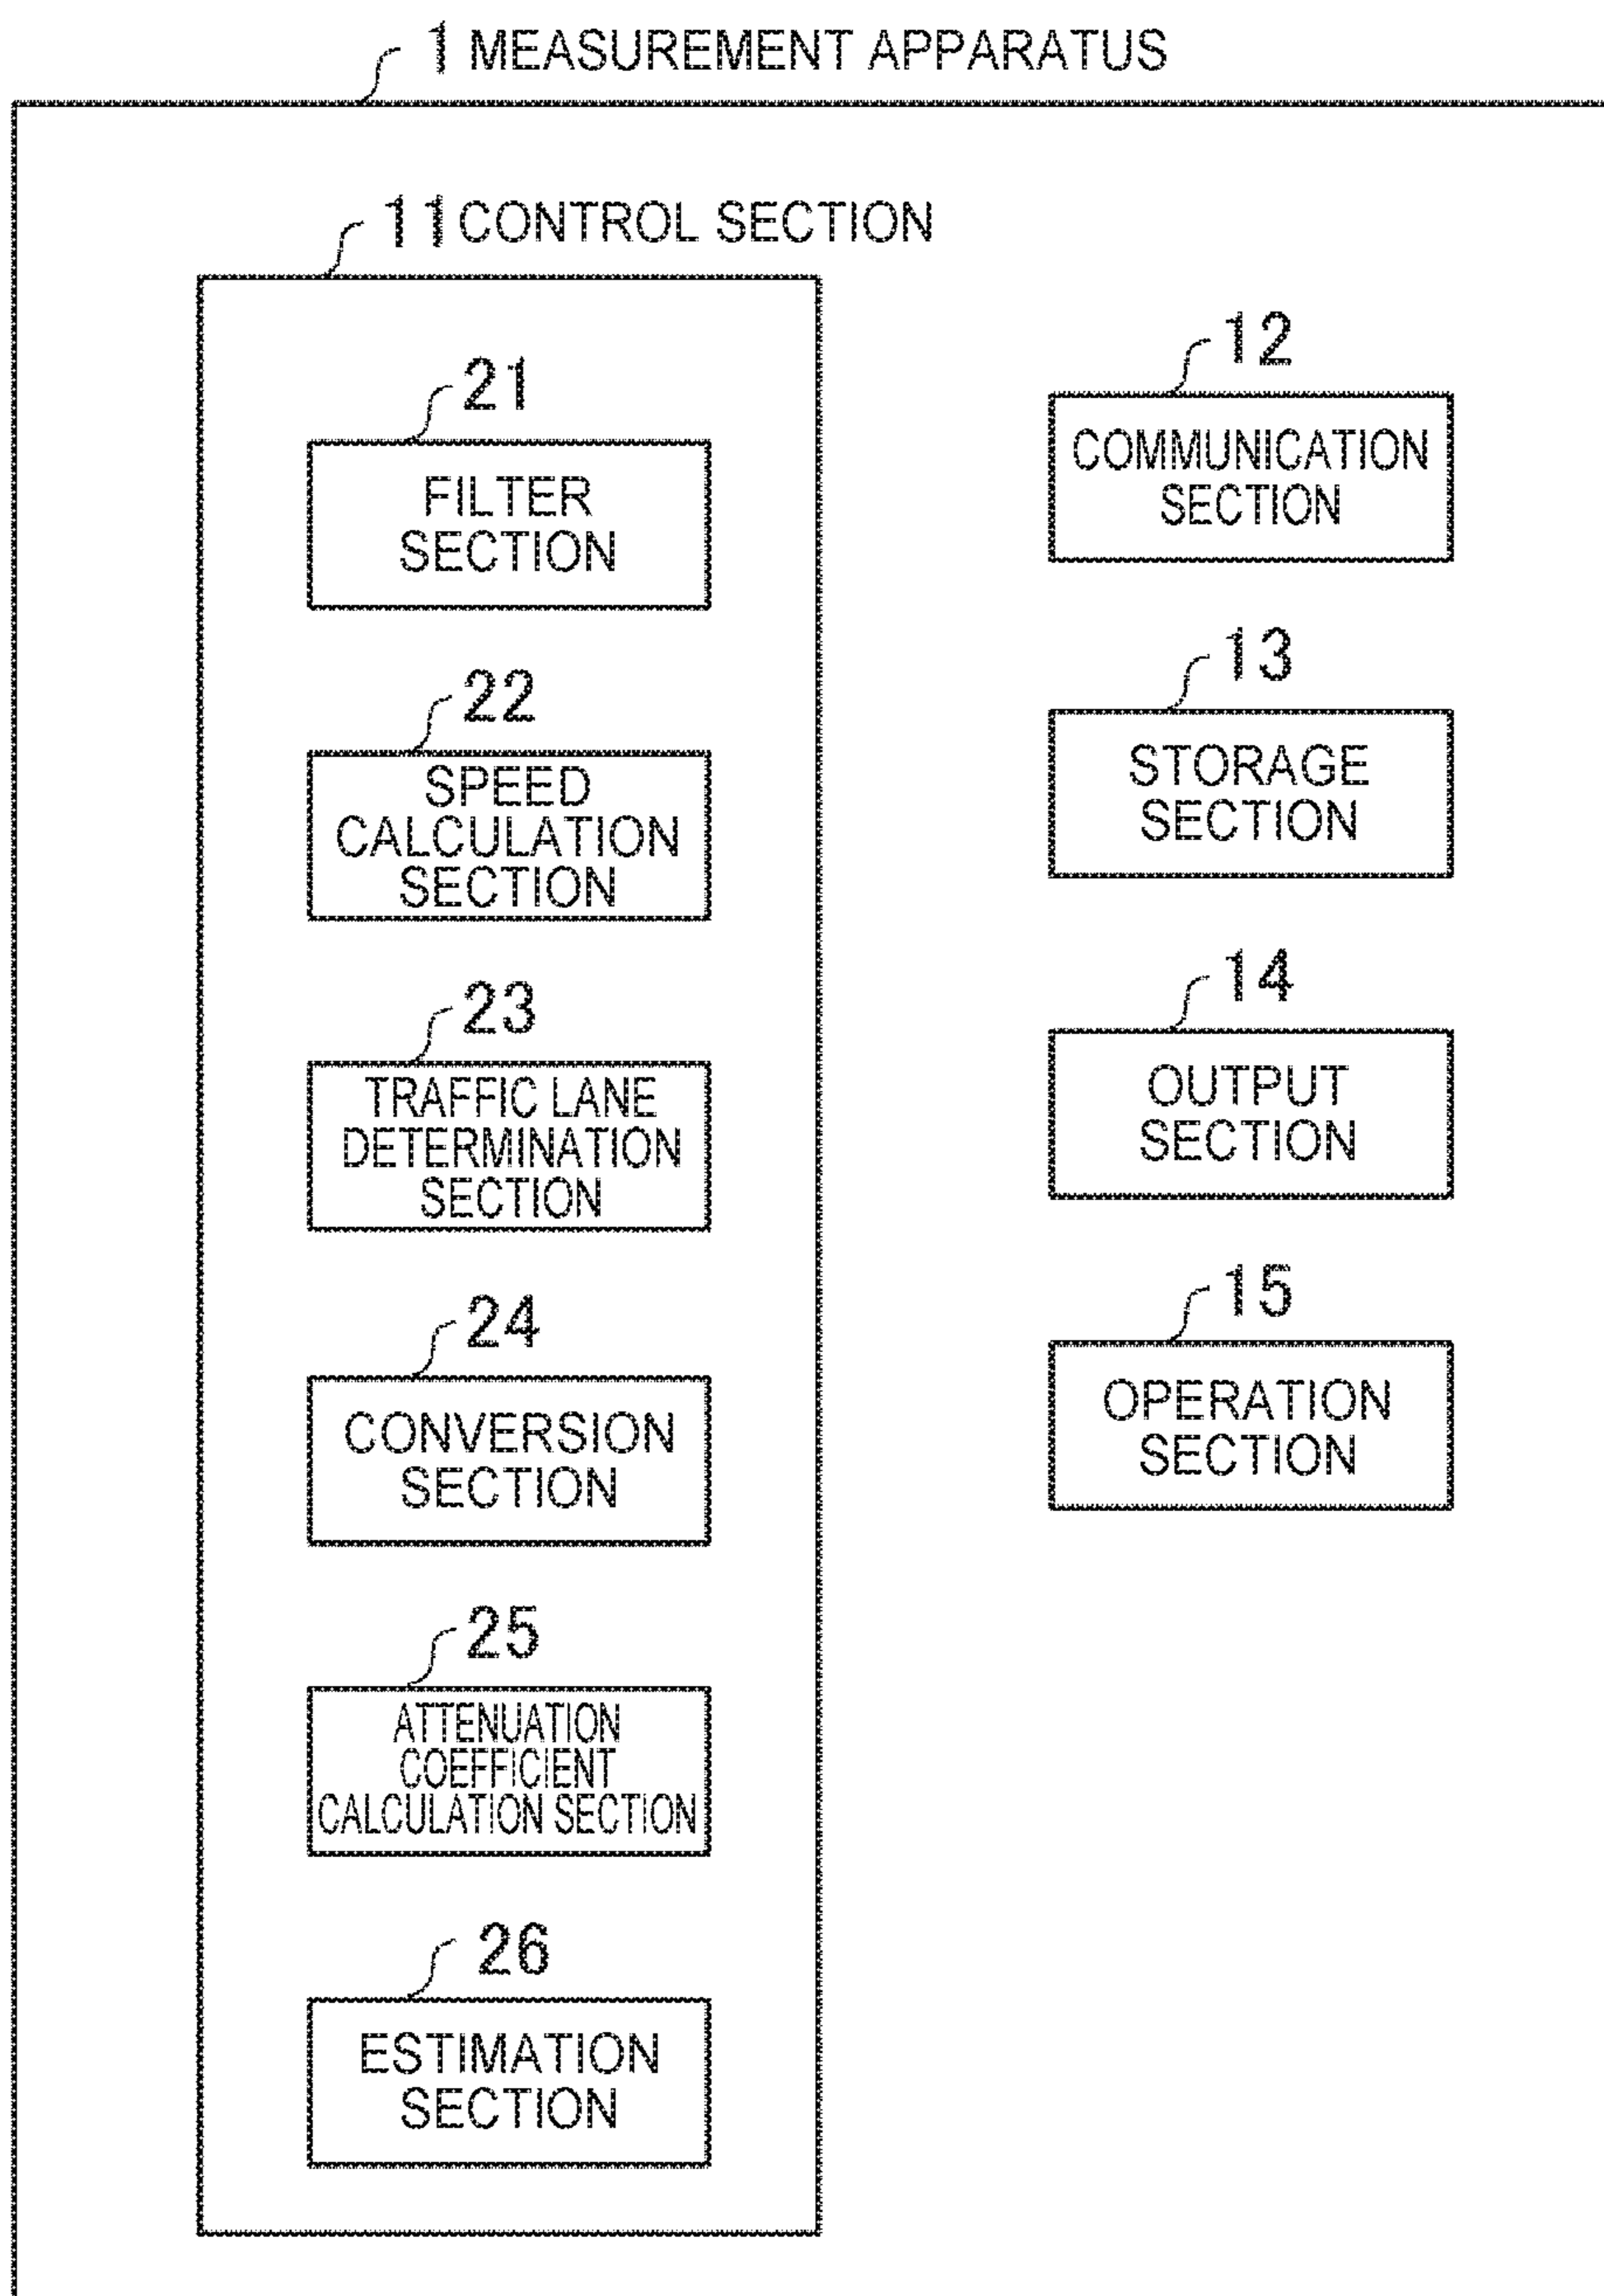 1 MEASUREMENT APPARATUS
11 CONTROL SECTION
21
FILTER
SECTION
22
SPEED
CALCULATION
SECTION
23
TRAFFIC LANE
DETERMINATION
SECTION
24
CONVERSION
SECTION
25
ATTENUATION
COEFFICIENT
CALCULATION SECTION
26
ESTIMATION
SECTION
12
COMMUNICATION
SECTION
13
STORAGE
SECTION
14
OUTPUT
SECTION
15
OPERATION
SECTION